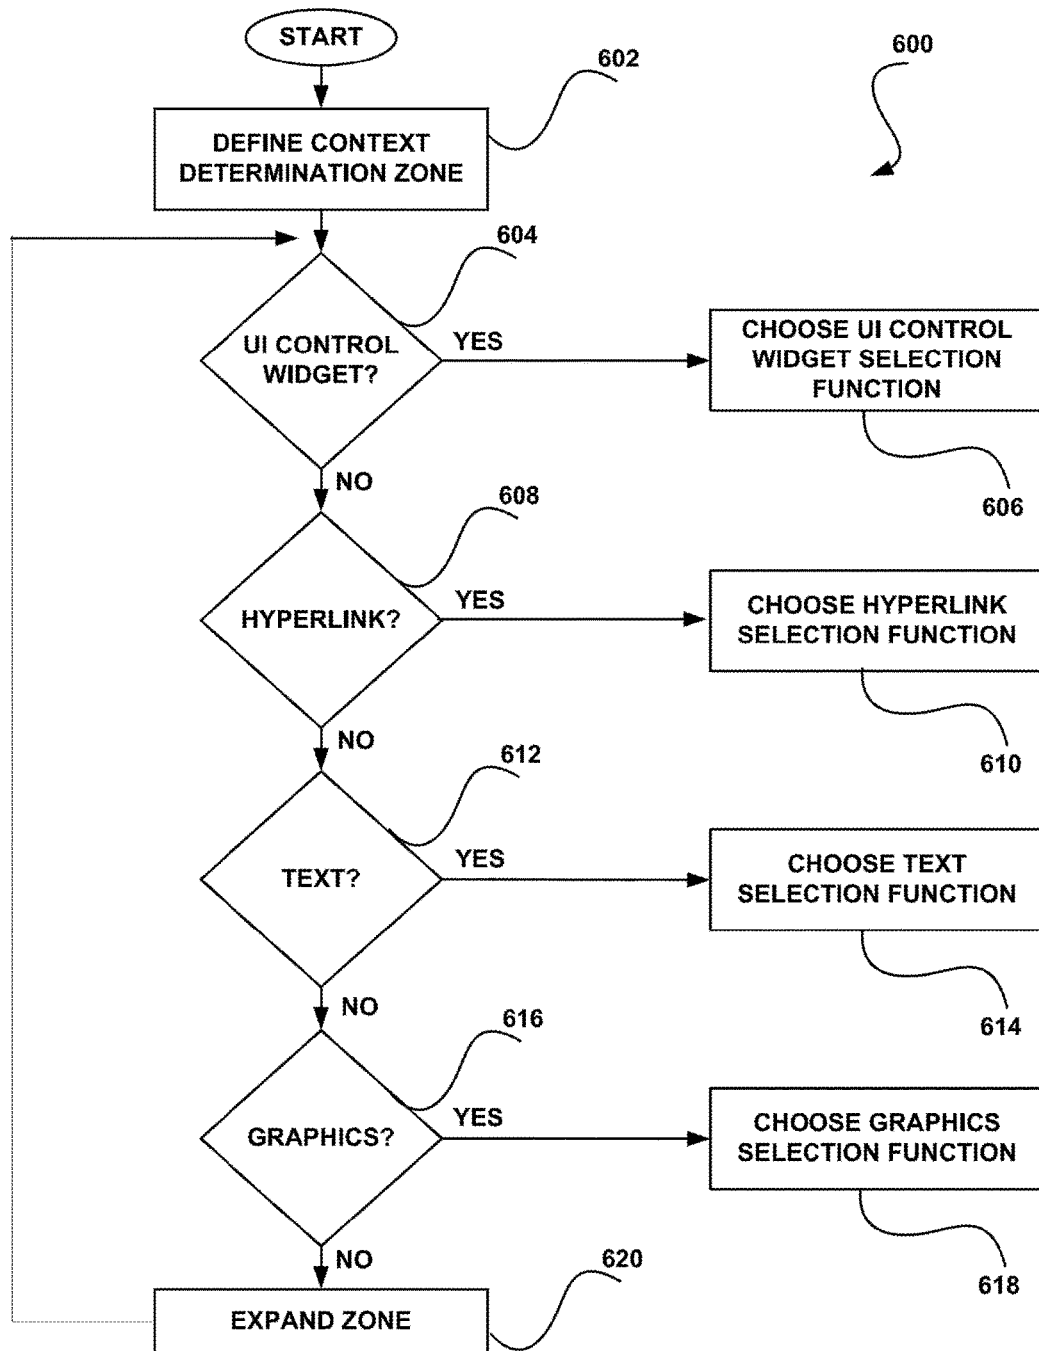 START
602
600
DEFINE CONTEXT
DETERMINATION ZONE
604
UI CONTROL
WIDGET?
YES
CHOOSE UI CONTROL
WIDGET SELECTION
FUNCTION
606
NO
608
HYPERLINK?
YES
CHOOSE HYPERLINK
SELECTION FUNCTION
610
NO
612
TEXT?
YES
CHOOSE TEXT
SELECTION FUNCTION
614
NO
616
GRAPHICS?
YES
CHOOSE GRAPHICS
SELECTION FUNCTION
618
NO
620
EXPAND ZONE